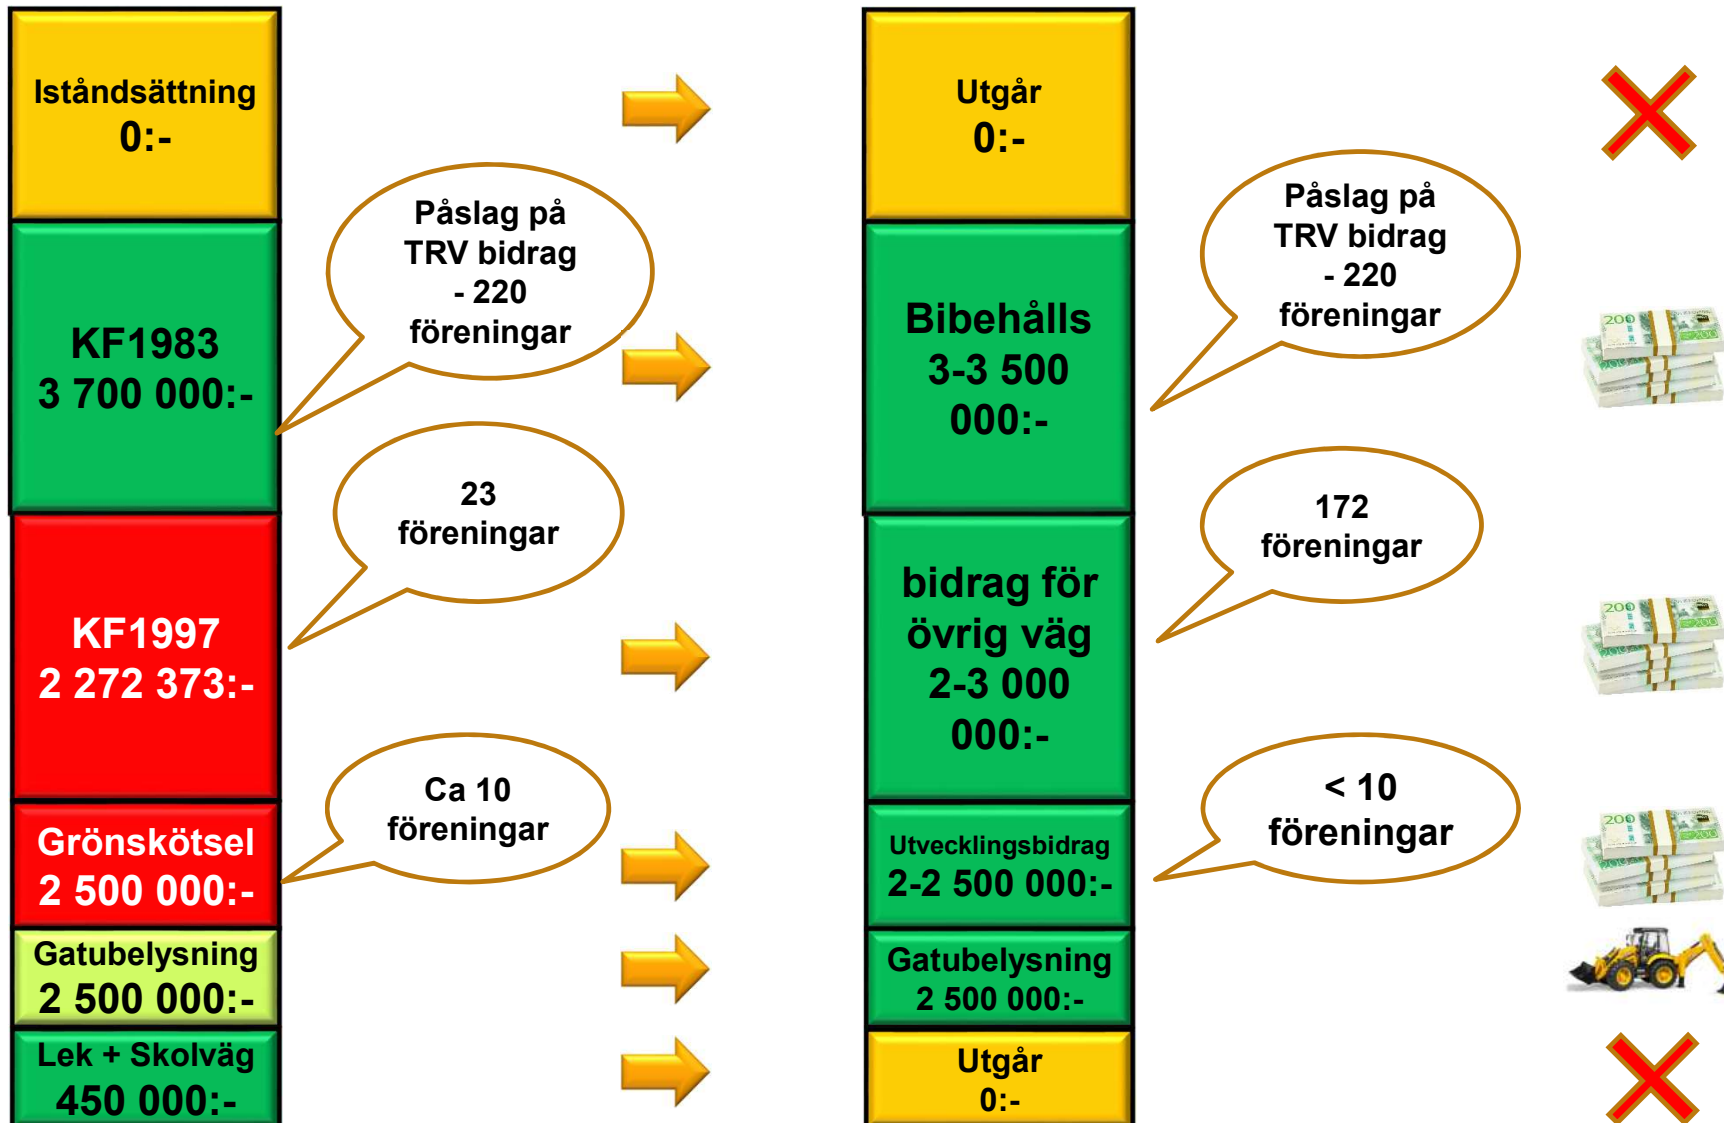 Iståndsättning
0:-
Utgår
0:-
Påslag på
TRV bidrag
- 220
föreningar
Påslag på
TRV bidrag
- 220
föreningar
KF1983
3 700 000:-
Bibehålls
3-3 500
000:-
23
föreningar
172
föreningar
KF1997
2 272 373:-
bidrag för
övrig väg
2-3 000
000:-
Ca 10
föreningar
< 10
föreningar
Grönskötsel
2 500 000:-
Utvecklingsbidrag
2-2 500 000:-
Gatubelysning
2 500 000:-
Gatubelysning
2 500 000:-
Lek + Skolväg
450 000:-
Utgår
0:-